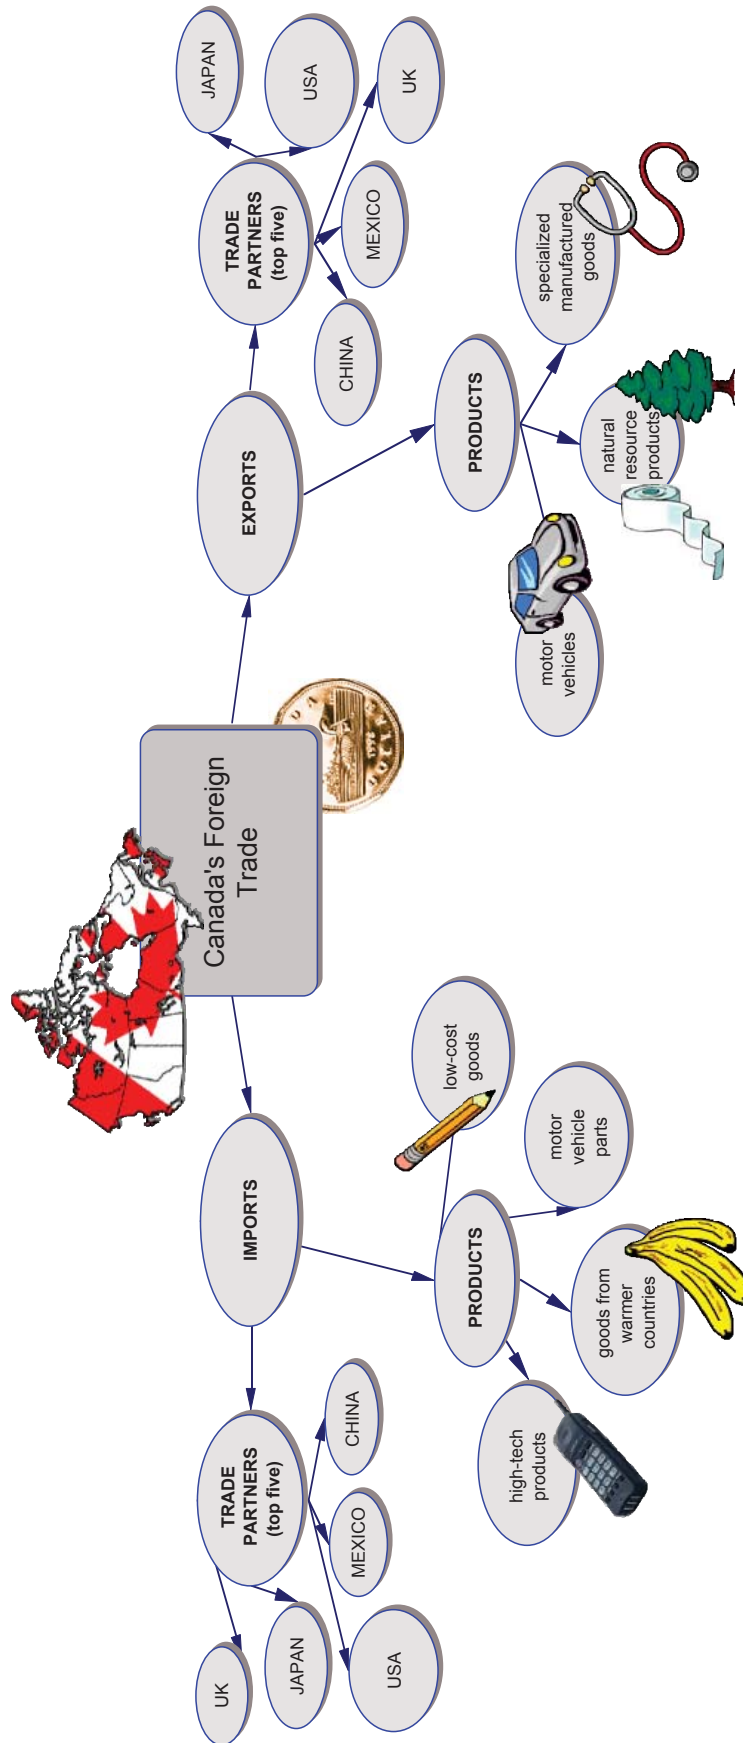 Canada's Foreign
Trade
IMPORTS
TRADE
PARTNERS
(top five)
UK
JAPAN
USA
MEXICO
CHINA
PRODUCTS
high-tech
products
goods from
warmer
countries
motor
vehicle
parts
low-cost
goods
EXPORTS
TRADE
PARTNERS
(top five)
CHINA
MEXICO
UK
USA
JAPAN
PRODUCTS
motor
vehicles
natural
resource
products
specialized
manufactured
goods